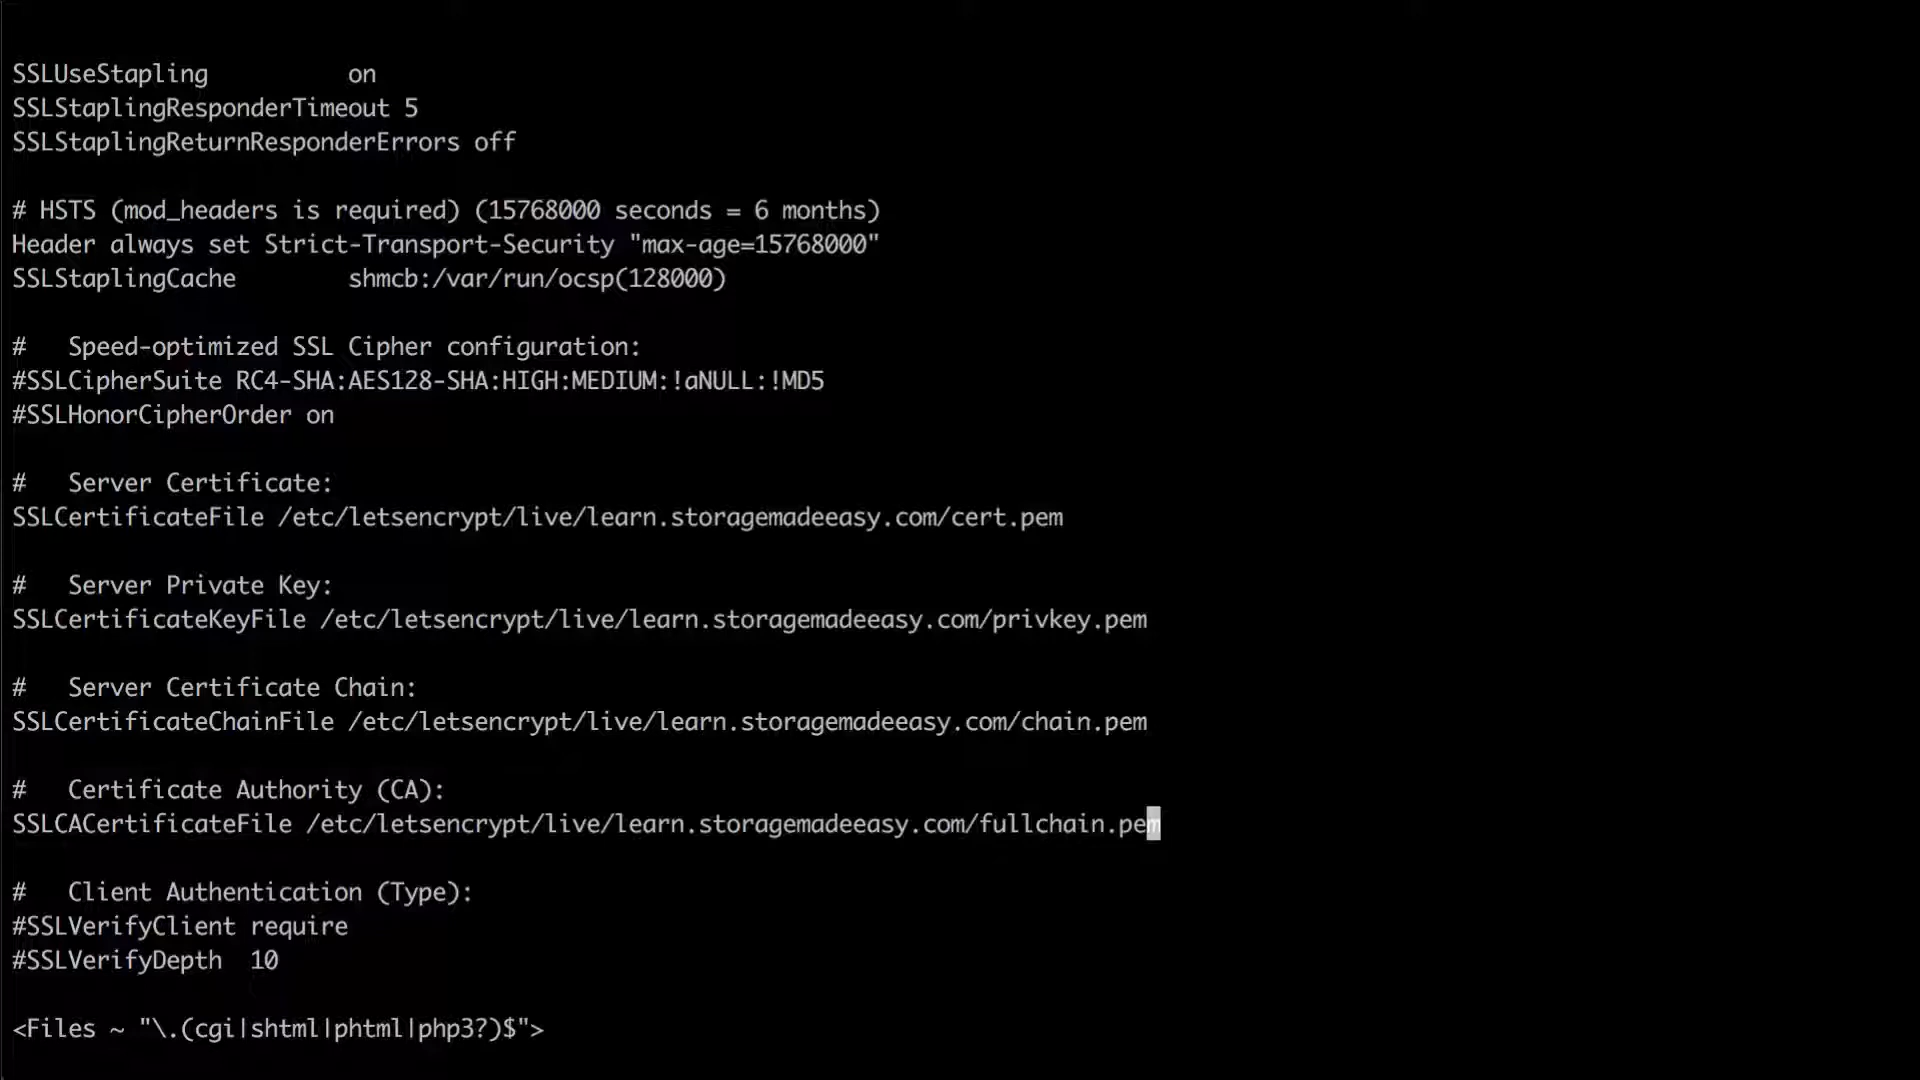 SSLUseStapling          on
SSLStaplingResponderTimeout 5
SSLStaplingReturnResponderErrors off
# HSTS (mod_headers is required) (15768000 seconds = 6 months)
Header always set Strict-Transport-Security "max-age=15768000"
SSLStaplingCache        shmcb:/var/run/ocsp(128000)
#   Speed-optimized SSL Cipher configuration:
#SSLCipherSuite RC4-SHA:AES128-SHA:HIGH:MEDIUM:!aNULL:!MD5
#SSLHonorCipherOrder on
#   Server Certificate:
SSLCertificateFile /etc/letsencrypt/live/learn.storagemadeeasy.com/cert.pem
#   Server Private Key:
SSLCertificateKeyFile /etc/letsencrypt/live/learn.storagemadeeasy.com/privkey.pem
#   Server Certificate Chain:
SSLCertificateChainFile /etc/letsencrypt/live/learn.storagemadeeasy.com/chain.pem
#   Certificate Authority (CA):
SSLCACertificateFile /etc/letsencrypt/live/learn.storagemadeeasy.com/fullchain.pem
#   Client Authentication (Type):
#SSLVerifyClient require
#SSLVerifyDepth  10
<Files ~ "\.(cgi|shtml|phtml|php3?)$">